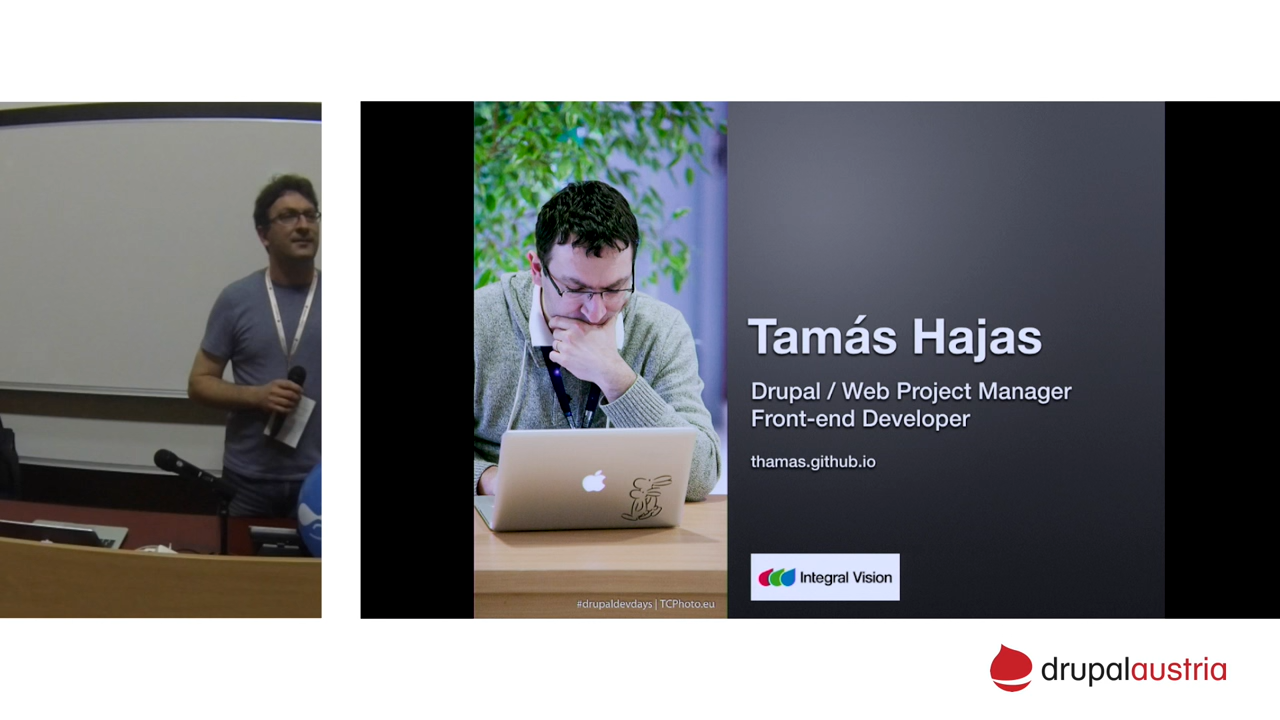 Tamás Hajas
Drupal / Web Project Manager
Front-end Developer
thamas.github.io
Integral Vision
#drupaldevdays | TCPhoto.eu
drupalaustria